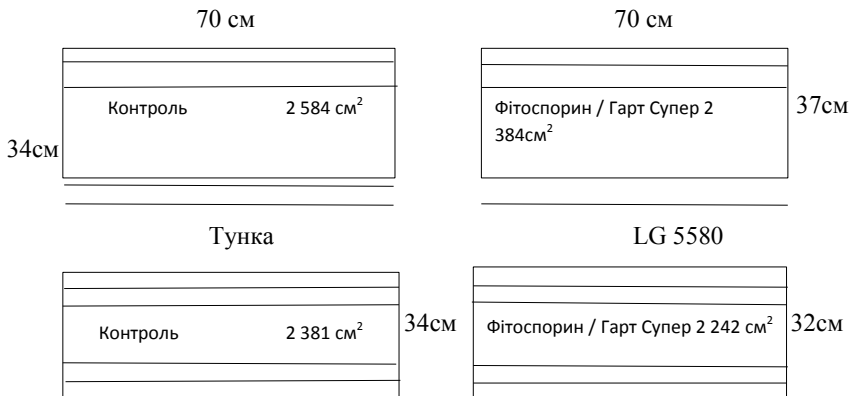 70 см
70 см
Контроль 2 584 см²
Фітоспорин / Гарт Супер 2
384см²
37см
34см
Тунка
LG 5580
Контроль 2 381 см²
34см
Фітоспорин / Гарт Супер 2 242 см²
32см